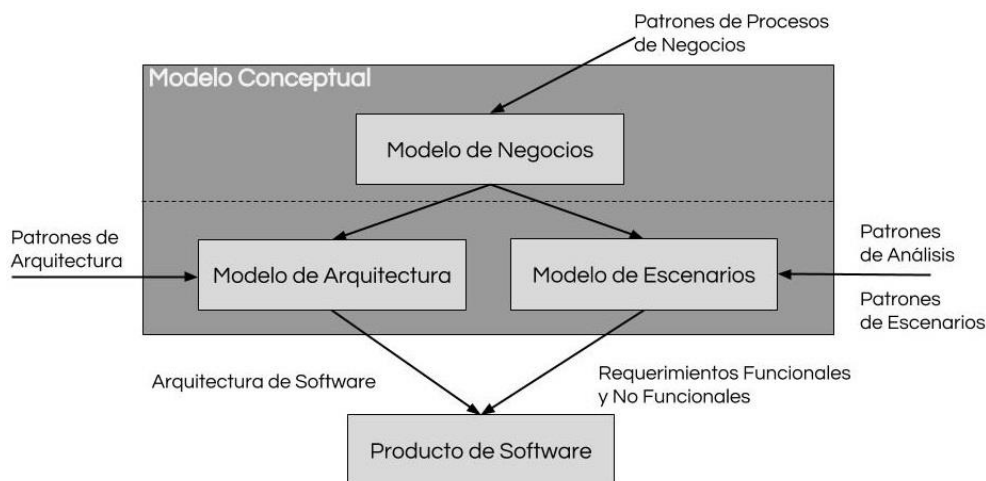 Patrones de Procesos
de Negocios
Modelo Conceptual
Modelo de Negocios
Patrones de
Arquitectura
Modelo de Arquitectura
Modelo de Escenarios
Patrones
de Análisis
Patrones
de Escenarios
Arquitectura de Software
Requerimientos Funcionales
y No Funcionales
Producto de Software